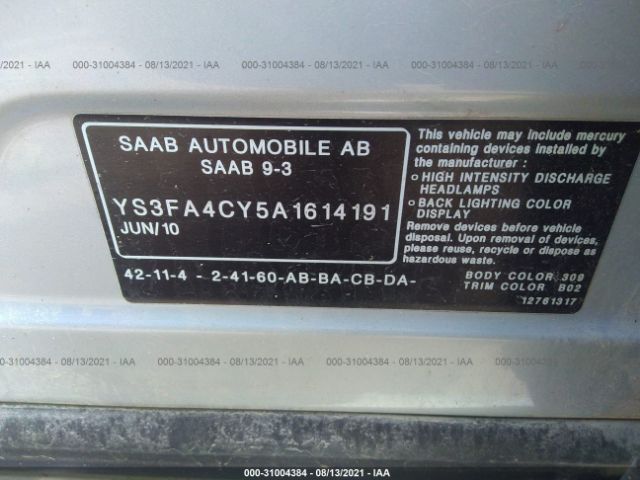 /2021 - IAA 000-31004384 - 08/13/2021 - IAA 000-31004384 - 08/13/2021 - IAA 000-31004384 - 08/13/2021 - IAA
SAAB AUTOMOBILE AB
SAAB 9-3
YS3FA4CY5A1614191
JUN/10
42-11-4 - 2-41-60-AB-BA-CB-DA-
This vehicle may include mercury
containing devices installed by
the manufacturer :
o HIGH INTENSITY DISCHARGE
HEADLAMPS
o BACK LIGHTING COLOR
DISPLAY
Remove devices before vehicle
disposal. Upon removal of devices,
please reuse, recycle or dispose as
hazardous waste.
BODY COLOR 309
TRIM COLOR B02
12761317
/2021 - IAA 000-31004384 - 08/13/2021 - IAA 000-31004384 - 08/13/2021 - IAA 000-31004384 - 08/13/2021 - IAA
000-31004384 - 08/13/2021 - IAA